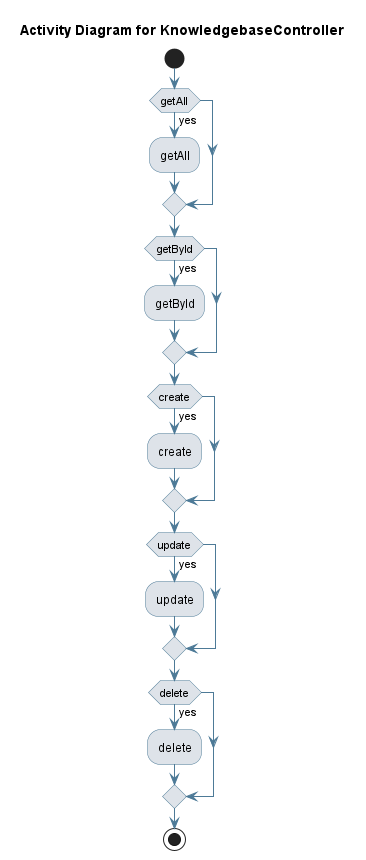 Activity Diagram for KnowledgebaseController
getAll
yes
getAll
getById
yes
getById
create
yes
create
update
yes
update
delete
yes
delete